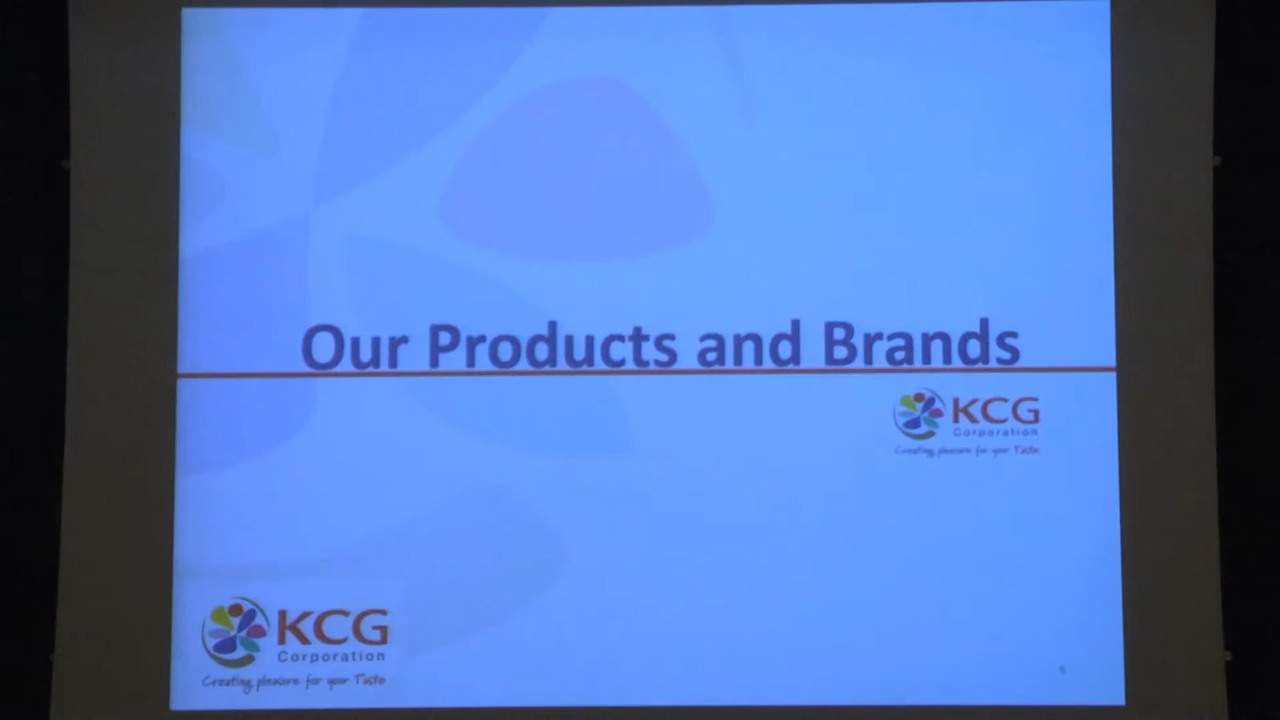 Our Products and Brands
KCG
Corporation
Creating pleasure for your Taste
KCG
Corporation
Creating pleasure for your Taste